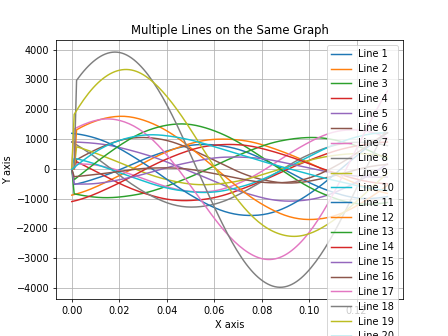 Multiple Lines on the Same Graph
Y axis
4000
3000
2000
1000
0
−1000
−2000
−3000
−4000
0.00
0.02
0.04
0.06
0.08
0.10
X axis
Line 1
Line 2
Line 3
Line 4
Line 5
Line 6
Line 7
Line 8
Line 9
Line 10
Line 11
Line 12
Line 13
Line 14
Line 15
Line 16
Line 17
Line 18
Line 19
Line 20